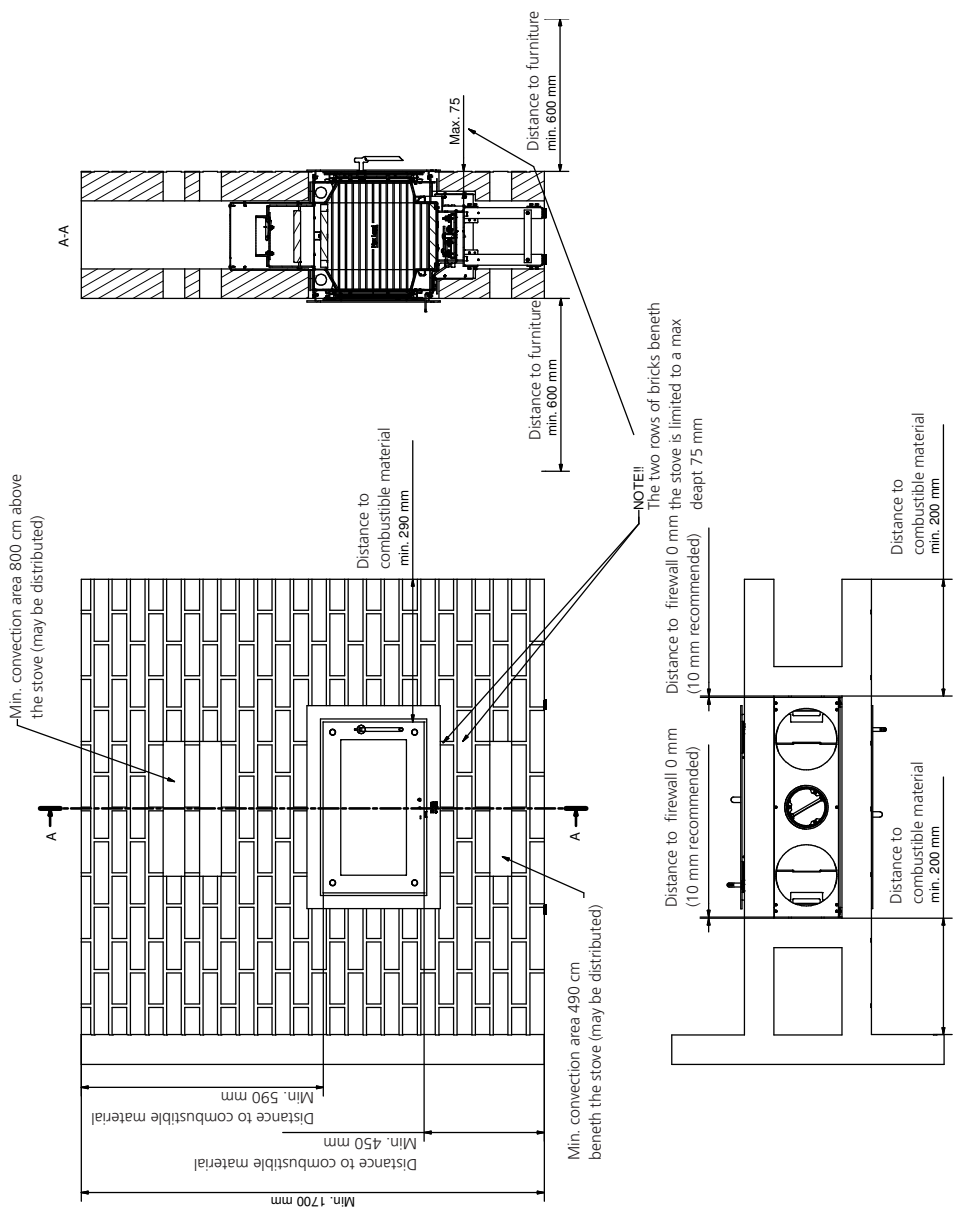 Min. convection area 800 cm above
the stove (may be distributed)
A
A
Distance to
combustible material
min. 290 mm
Min. 1700 mm
Distance to combustible material
Min. 590 mm
Distance to combustible material
Min. 450 mm
Min. convection area 490 cm
beneth the stove (may be distributed)
A-A
Max. 75
Distance to furniture
min. 600 mm
Distance to furniture
min. 600 mm
NOTE!!
The two rows of bricks beneth
the stove is limited to a max
deapt 75 mm
Distance to firewall 0 mm
(10 mm recommended)
Distance to firewall 0 mm
(10 mm recommended)
Distance to
combustible material
min. 200 mm
Distance to
combustible material
min. 200 mm